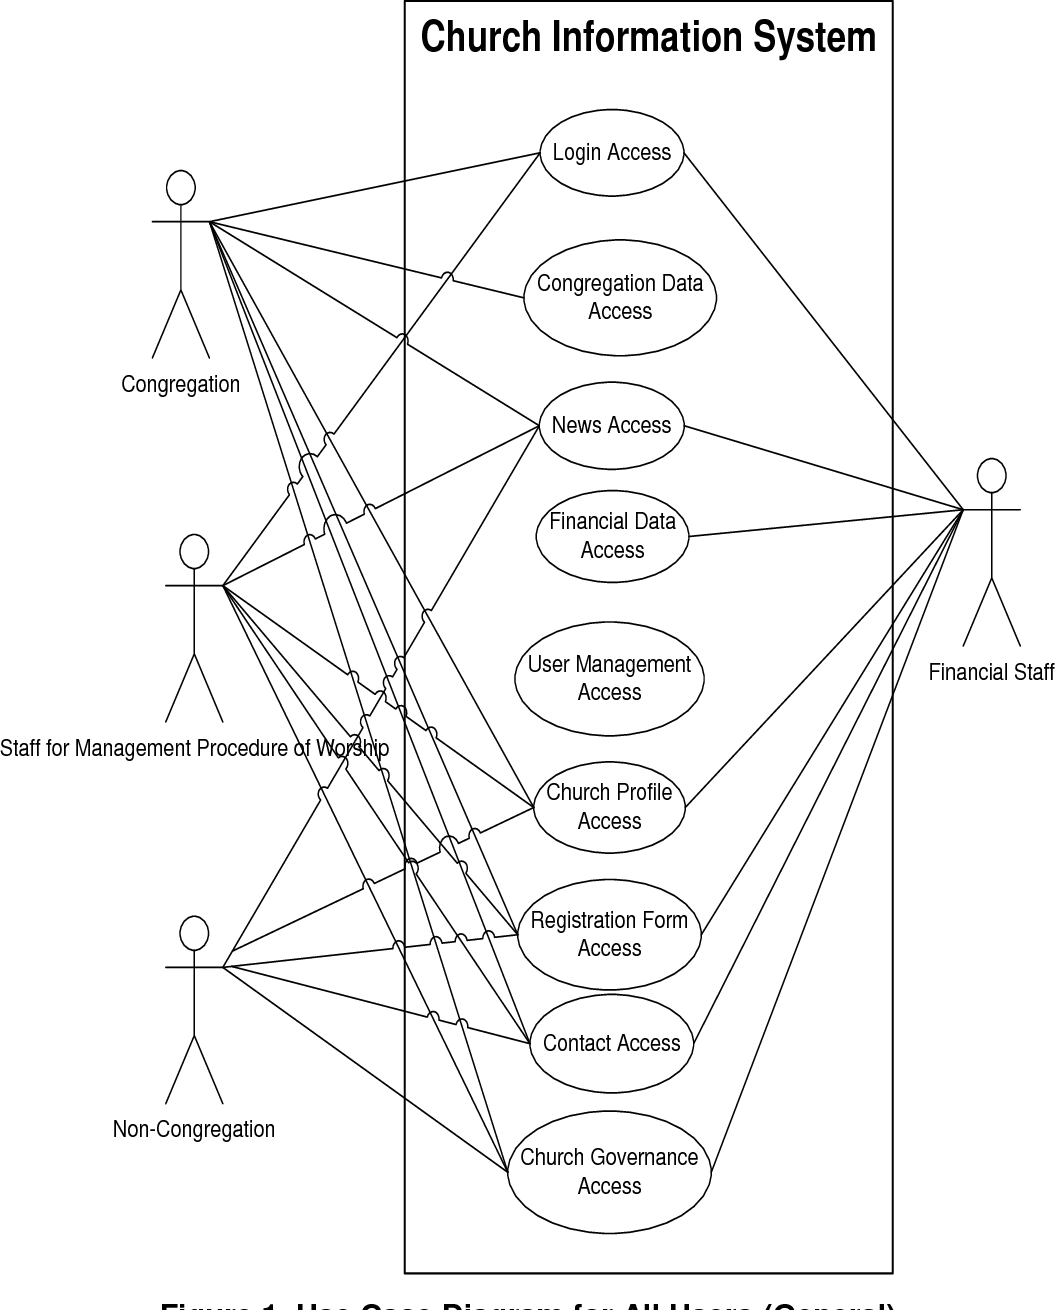 Church Information System
Login Access
Congregation Data
Access
Congregation
News Access
Financial Data
Access
User Management
Access
Financial Staff
Staff for Management Procedure of Worship
Church Profile
Access
Registration Form
Access
Contact Access
Non-Congregation
Church Governance
Access
Figure 1. Use Case Diagram for All Users (General)